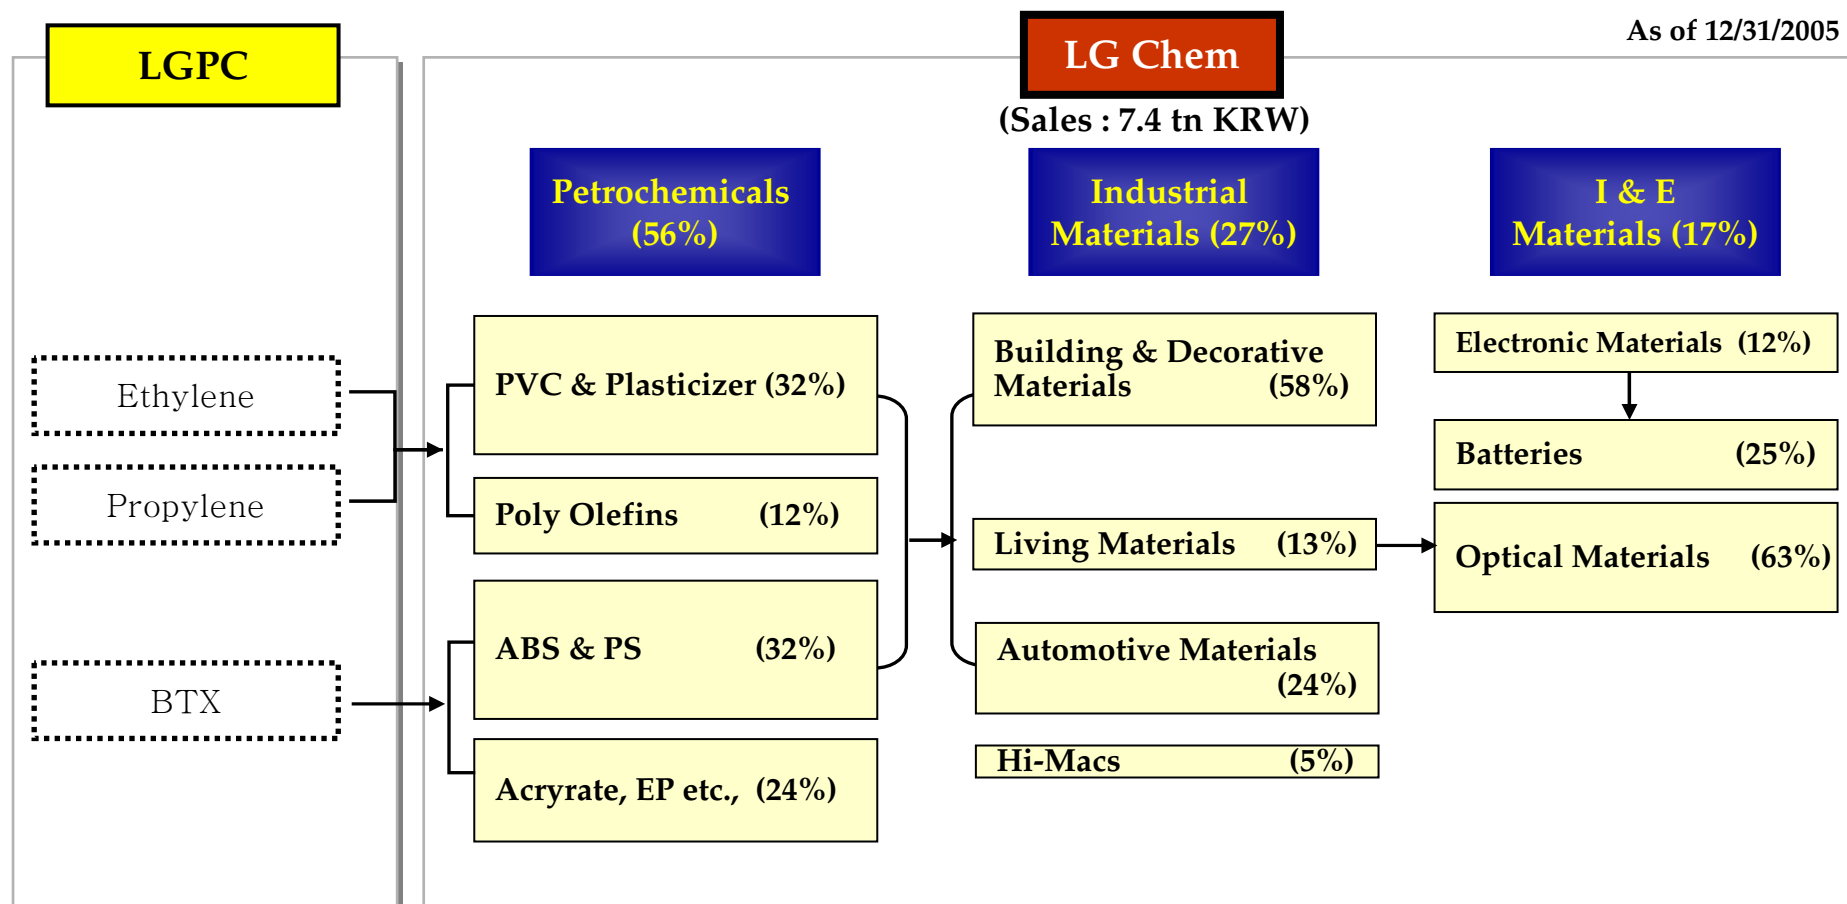 As of 12/31/2005
LGPC
LG Chem
(Sales : 7.4 tn KRW)
Petrochemicals
(56%)
Industrial
Materials (27%)
I & E
Materials (17%)
Ethylene
Propylene
BTX
PVC & Plasticizer (32%)
Poly Olefins (12%)
ABS & PS (32%)
Acryrate, EP etc., (24%)
Building & Decorative
Materials (58%)
Living Materials (13%)
Automotive Materials
(24%)
Hi-Macs (5%)
Electronic Materials (12%)
Batteries (25%)
Optical Materials (63%)